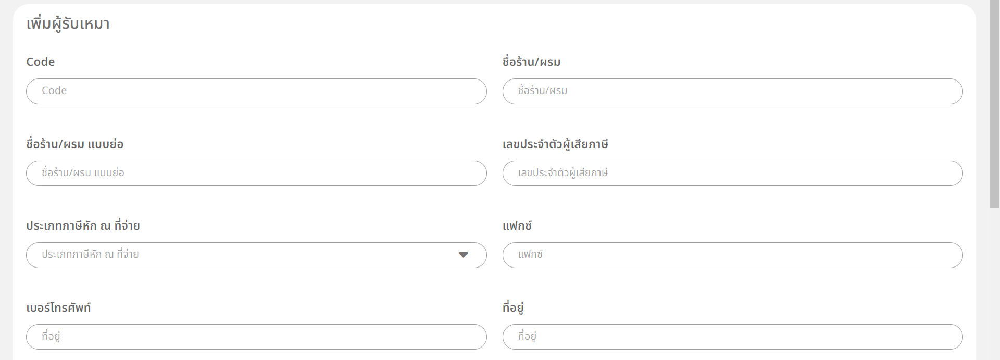 เพิ่มผู้รับเหมา
Code
ชื่อร้าน/ผรม
Code
ชื่อร้าน/ผรม
ชื่อร้าน/ผรม แบบย่อ
เลขประจำตัวผู้เสียภาษี
ชื่อร้าน/ผรม แบบย่อ
เลขประจำตัวผู้เสียภาษี
ประเภทภาษีหัก ณ ที่จ่าย
แฟกซ์
ประเภทภาษีหัก ณ ที่จ่าย
แฟกซ์
เบอร์โทรศัพท์
ที่อยู่
ที่อยู่
ที่อยู่